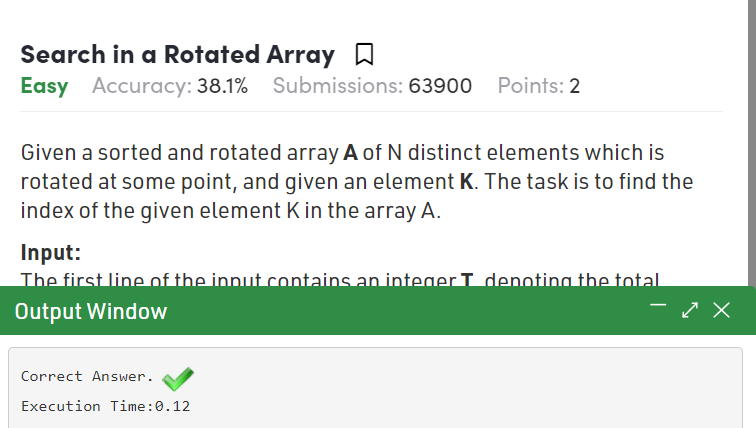 Search in a Rotated Array
Easy Accuracy: 38.1% Submissions: 63900 Points: 2
Given a sorted and rotated array A of N distinct elements which is
rotated at some point, and given an element K. The task is to find the
index of the given element K in the array A.
Input:
The first line of the input contains an integer T, denoting the total
Output Window
Correct Answer.
Execution Time:0.12